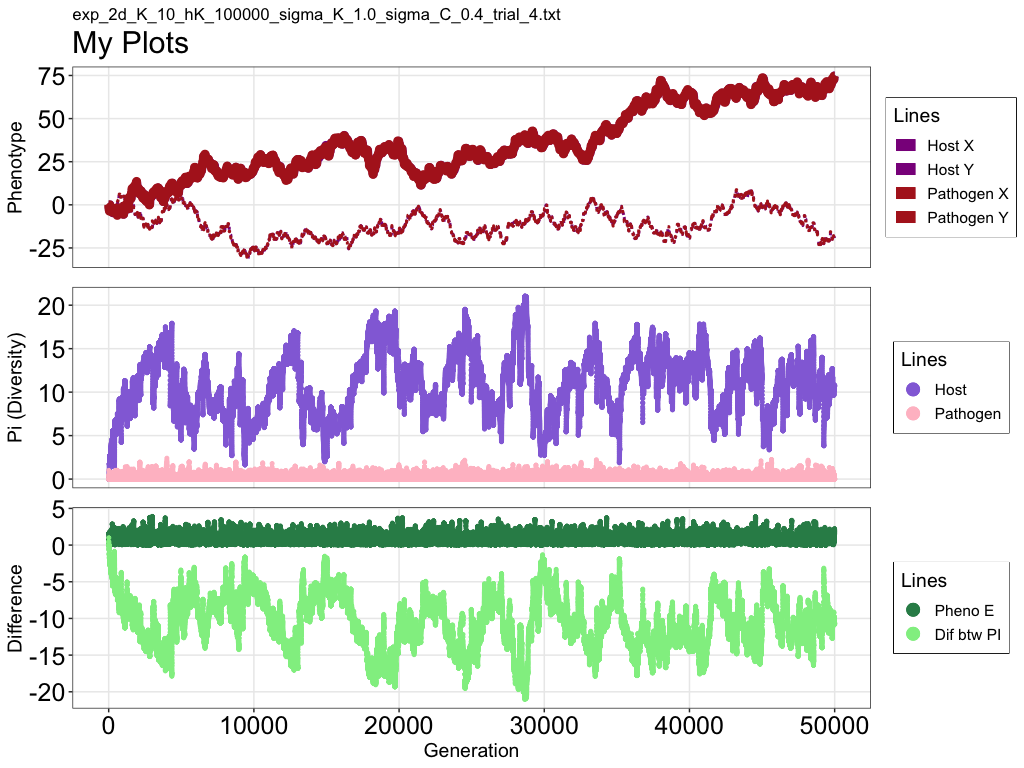 exp_2d_K_10_hK_100000_sigma_K_1.0_sigma_C_0.4_trial_4.txt
My Plots
Phenotype
75
50
25
0
-25
Lines
Host X
Host Y
Pathogen X
Pathogen Y
Pi (Diversity)
20
15
10
5
0
Lines
Host
Pathogen
Difference
5
0
-5
-10
-15
-20
Lines
Pheno E
Dif btw PI
0 10000 20000 30000 40000 50000
Generation